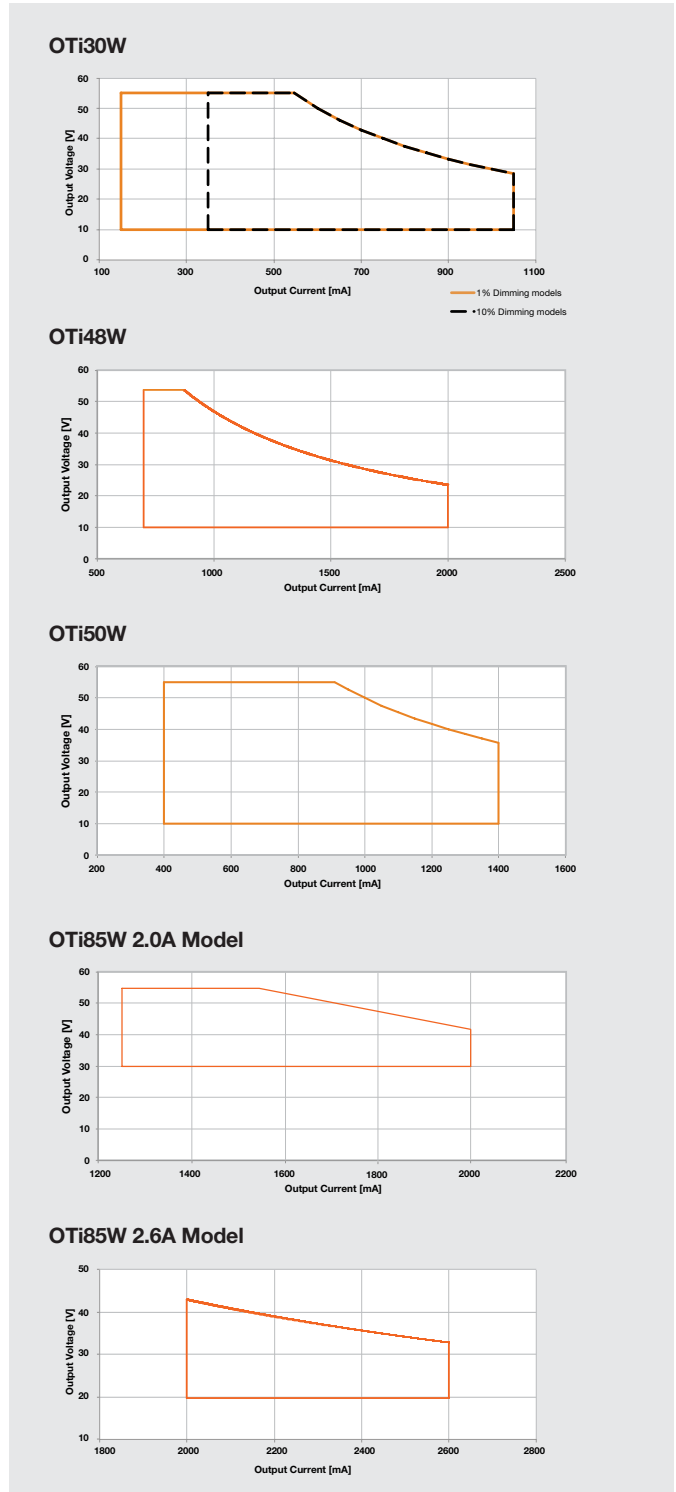 OTi30W
60
50
40
30
20
10
0
Output Voltage [V]
100 300 500 700 900 1100
Output Current [mA]
1% Dimming models
•10% Dimming models
OTi48W
60
50
40
30
20
10
0
Output Voltage [V]
500 1000 1500 2000 2500
Output Current [mA]
OTi50W
60
50
40
30
20
10
0
Output Voltage [V]
200 400 600 800 1000 1200 1400 1600
Output Current [mA]
OTi85W 2.0A Model
60
50
40
30
20
10
0
Output Voltage [V]
1200 1400 1600 1800 2000 2200
Output Current [mA]
OTi85W 2.6A Model
50
40
30
20
10
Output Voltage [V]
1800 2000 2200 2400 2600 2800
Output Current [mA]